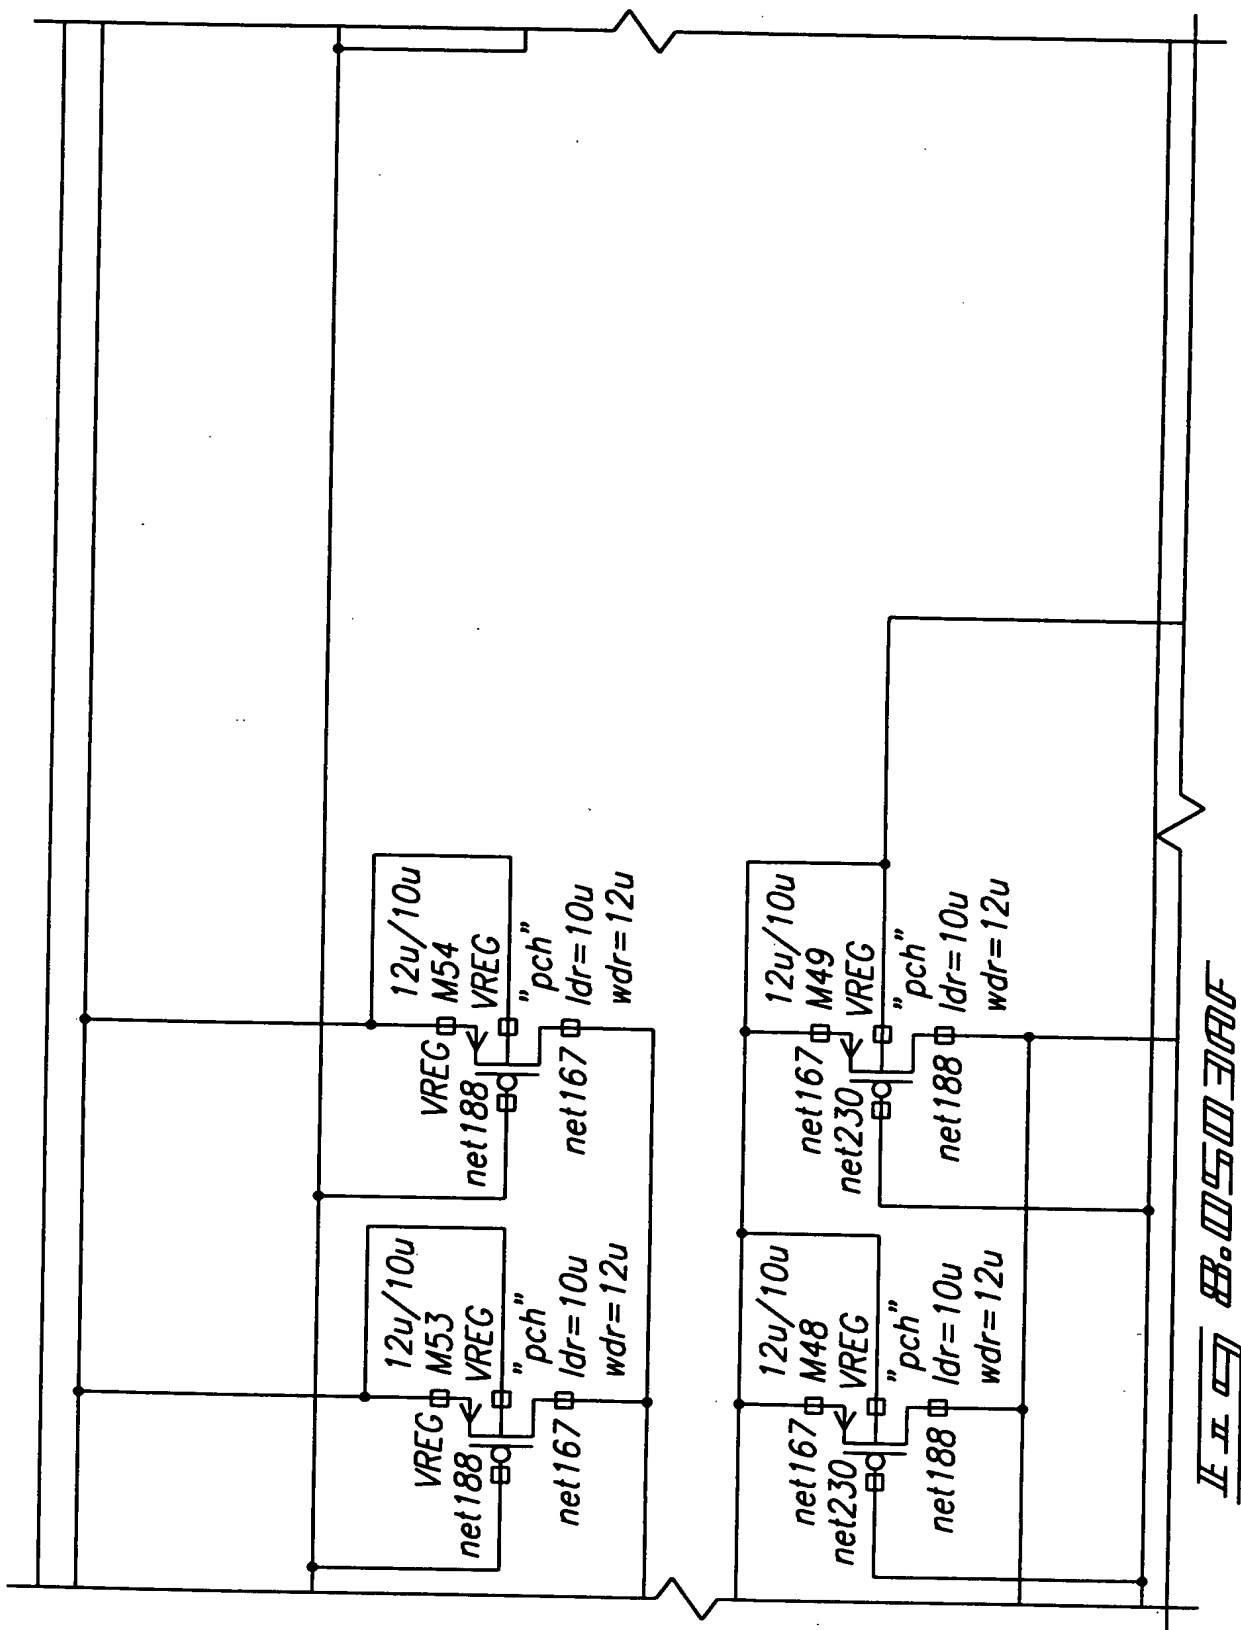 12u/10u
M53
VREG
VREG
net188
"pch"
ldr=10u
wdr=12u
net167
12u/10u
M54
VREG
VREG
net188
"pch"
ldr=10u
wdr=12u
net167
12u/10u
M48
VREG
net167
net230
"pch"
ldr=10u
wdr=12u
net188
12u/10u
M49
VREG
net167
net230
"pch"
ldr=10u
wdr=12u
net188
Fig 8.0503AF